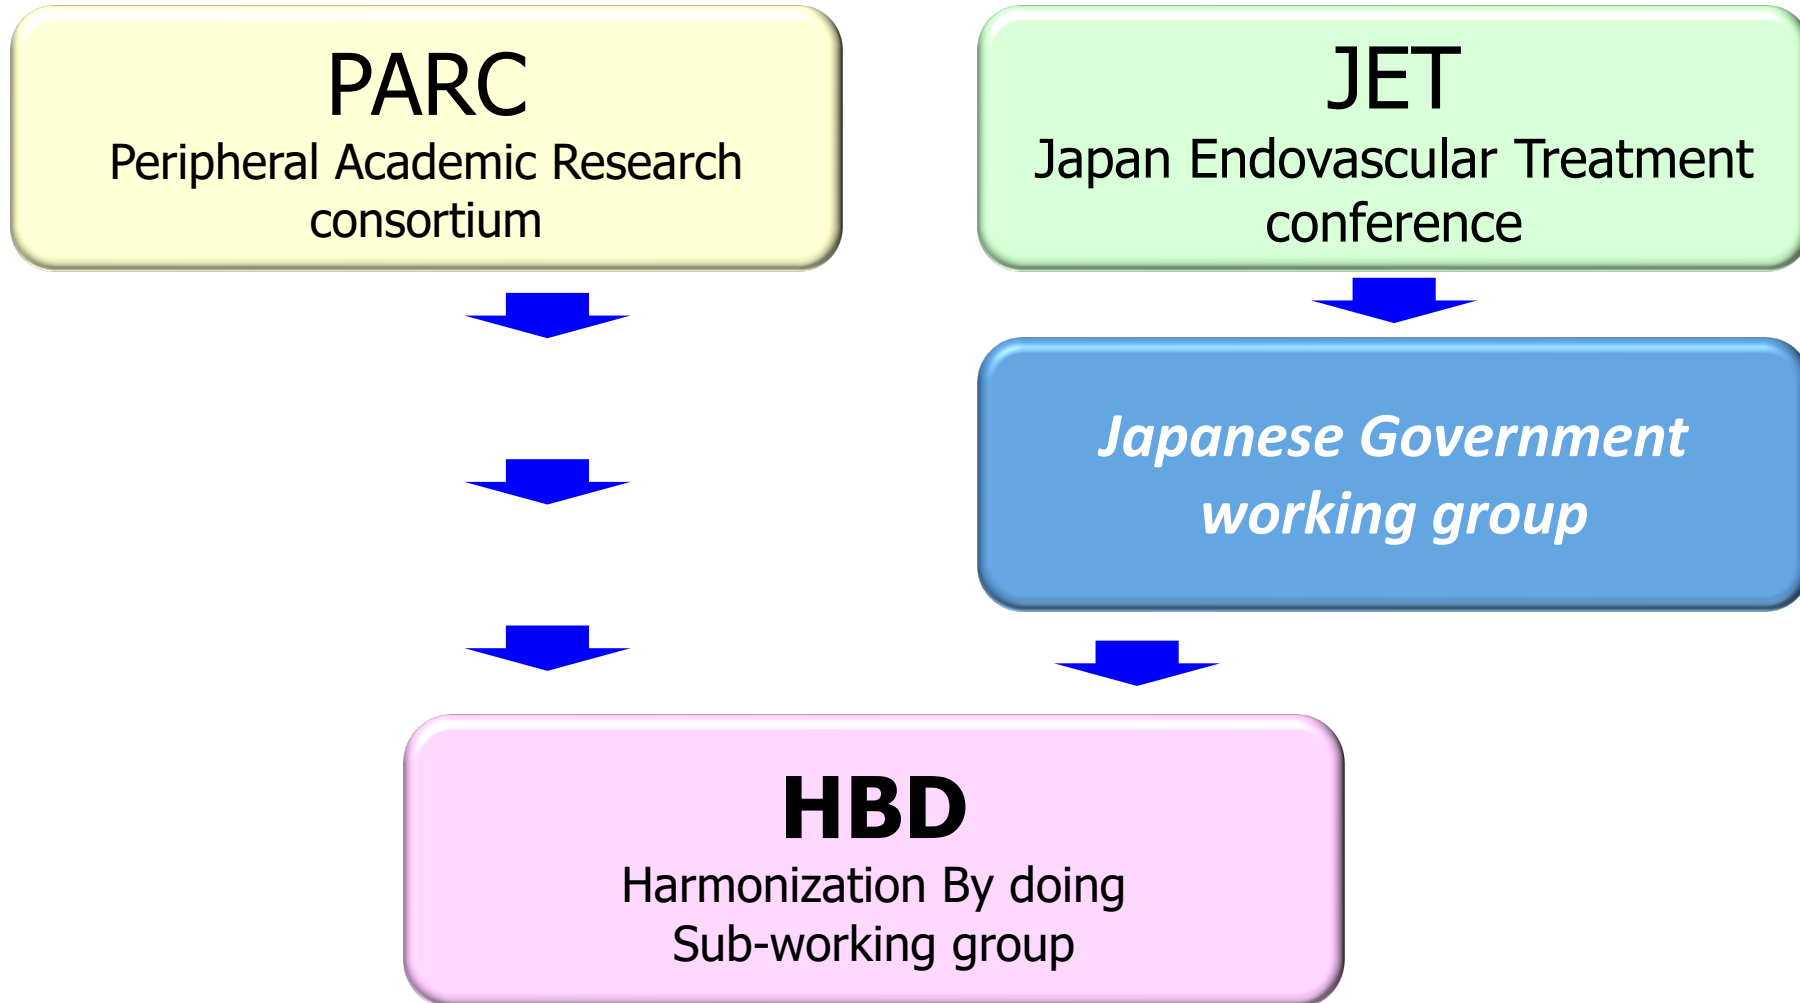 PARC
Peripheral Academic Research
consortium
JET
Japan Endovascular Treatment
conference
Japanese Government
working group
HBD
Harmonization By doing
Sub-working group